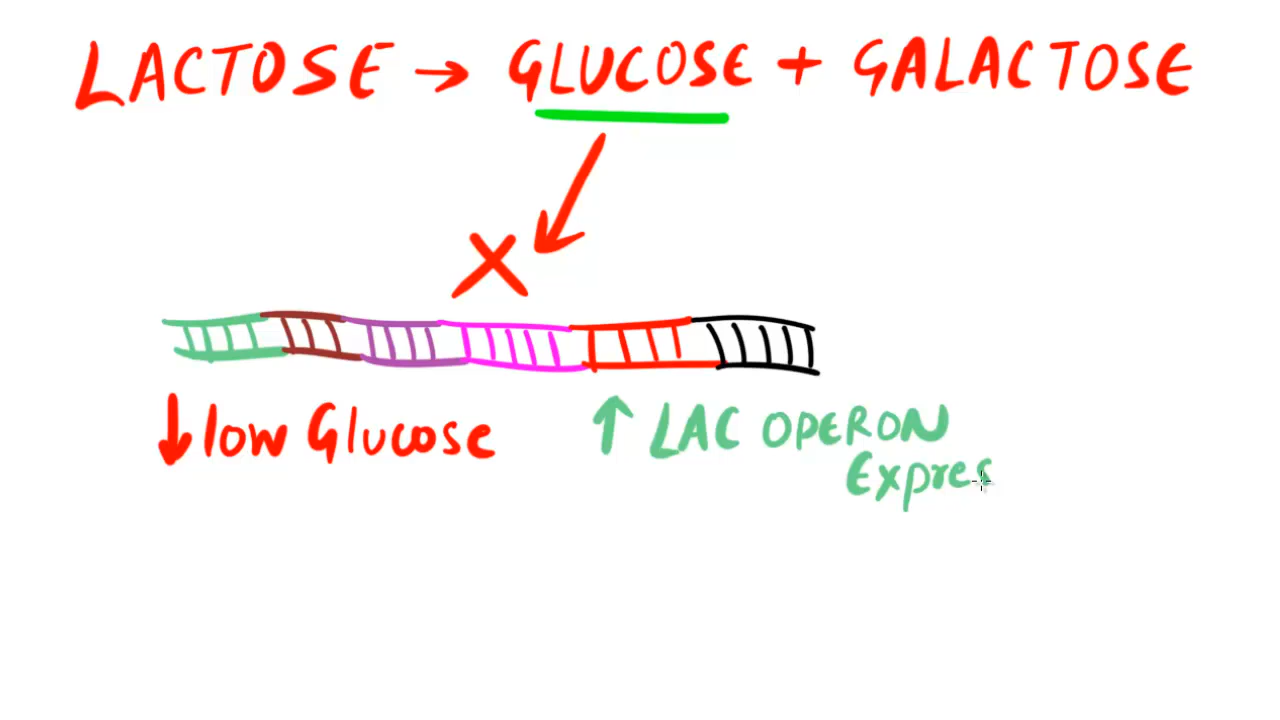 LACTOSE → GLUCOSE + GALACTOSE
X
↓ low Glucose
↑ LAC OPERON
Expres